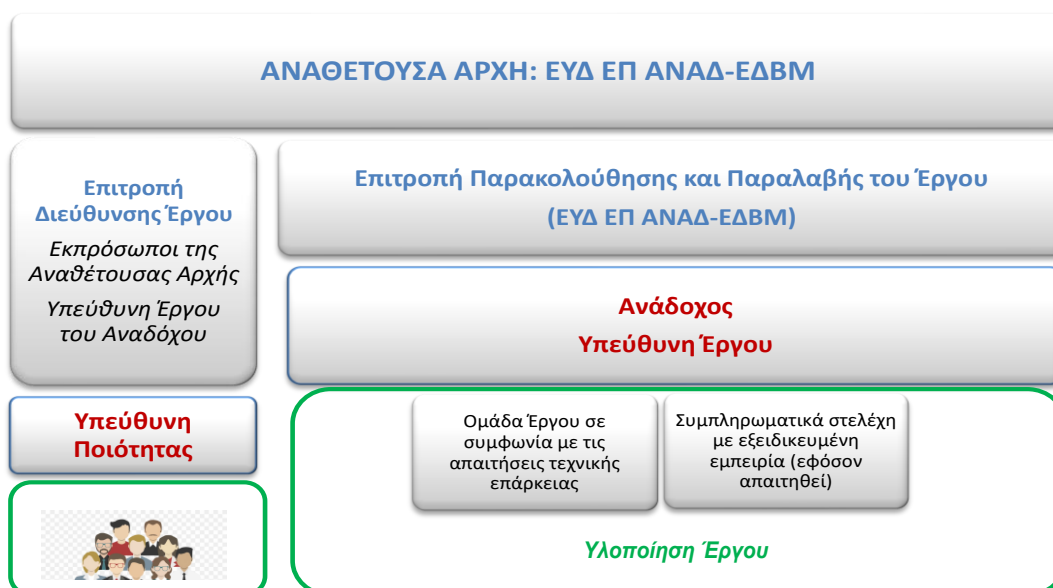 ΑΝΑΘΕΤΟΥΣΑ ΑΡΧΗ: ΕΥΔ ΕΠ ΑΝΑΔ-ΕΔΒΜ
Επιτροπή
Διεύθυνσης Έργου
Εκπρόσωποι της
Αναθέτουσας Αρχής
Υπεύθυνη Έργου
του Αναδόχου
Υπεύθυνη
Ποιότητας
Επιτροπή Παρακολούθησης και Παραλαβής του Έργου
(ΕΥΔ ΕΠ ΑΝΑΔ-ΕΔΒΜ)
Ανάδοχος
Υπεύθυνη Έργου
Ομάδα Έργου σε
συμφωνία με τις
απαιτήσεις τεχνικής
επάρκειας
Συμπληρωματικά στελέχη
με εξειδικευμένη
εμπειρία (εφόσον
απαιτηθεί)
Υλοποίηση Έργου